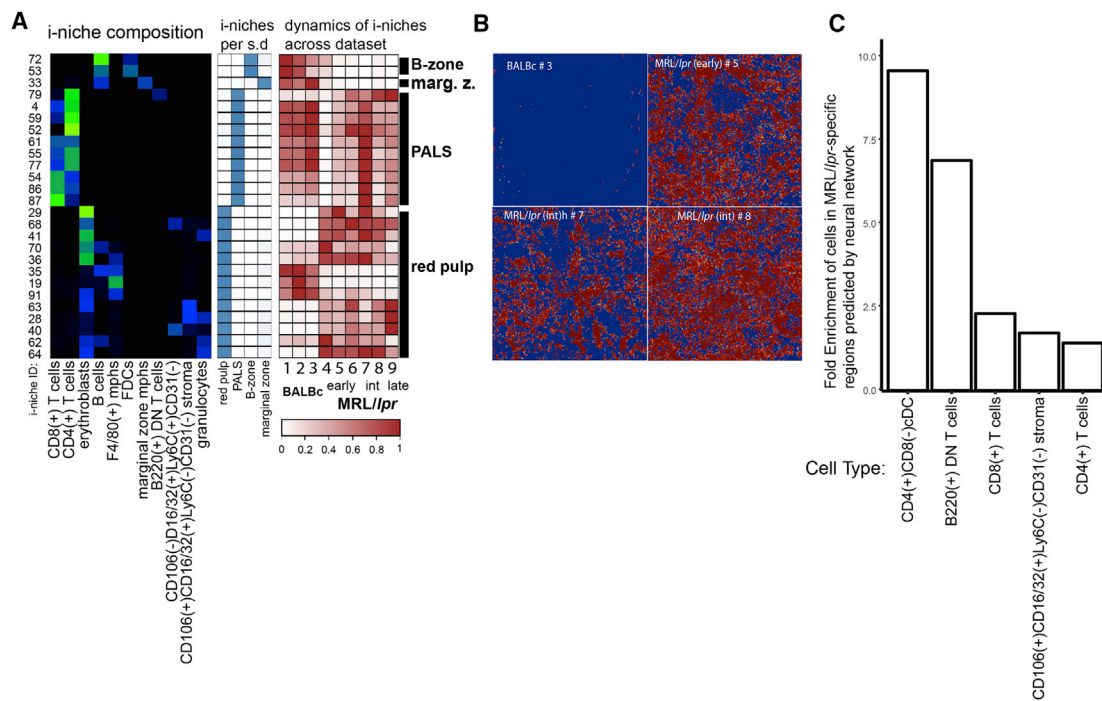 A
i-niche composition
i-niches
per s.d
dynamics of i-niches
across dataset
72
53
33
79
4
59
52
61
55
77
54
86
87
29
68
41
70
36
35
19
91
63
28
40
62
64
i-niche ID:
B-zone
marg. z.
PALS
red pulp
CD8(+) T cells
CD4(+) T cells
erythroblasts
B cells
F4/80(+) mphs
FDCs
marginal zone mphs
B220(+) DN T cells
CD106(-)D16/32(+)Ly6C(+)CD31(-)
CD106(+)CD16/32(+)Ly6C(-)CD31(-) stroma
granulocytes
red pulp
PALS
B-zone
marginal zone
1 2 3 4 5 6 7 8 9
BALBc early int late
MRL/lpr
0 0.2 0.4 0.6 0.8 1
B
BALBc # 3
MRL/lpr (early) # 5
MRL/lpr (int)h # 7
MRL/lpr (int) # 8
C
Fold Enrichment of cells in MRL/lpr-specific
regions predicted by neural network
10.0
7.5
5.0
2.5
0.0
Cell Type:
CD4(+)CD8(-)cDC
B220(+) DN T cells
CD8(+) T cells
CD106(+)CD16/32(+)Ly6C(-)CD31(-) stroma
CD4(+) T cells